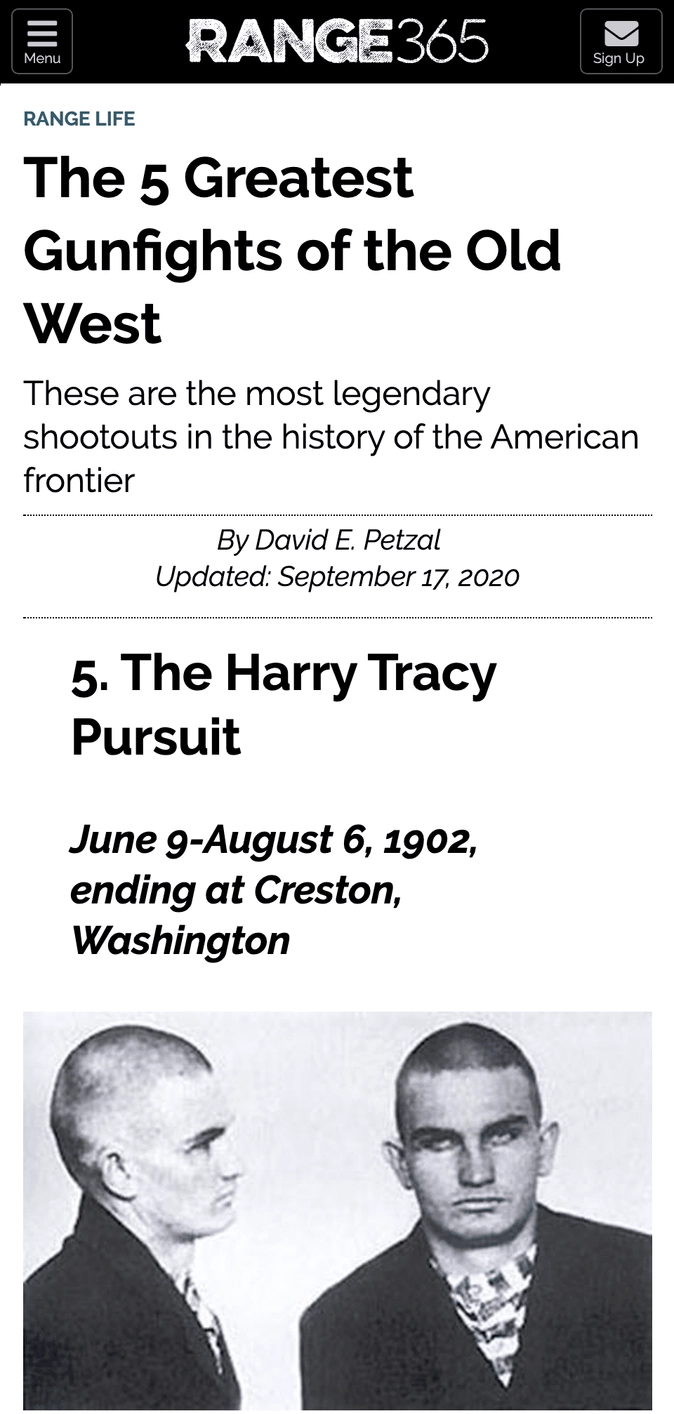 Menu
RANGE365
Sign Up
RANGE LIFE
The 5 Greatest
Gunfights of the Old
West
These are the most legendary
shootouts in the history of the American
frontier
By David E. Petzal
Updated: September 17, 2020
5. The Harry Tracy
Pursuit
June 9-August 6, 1902,
ending at Creston,
Washington